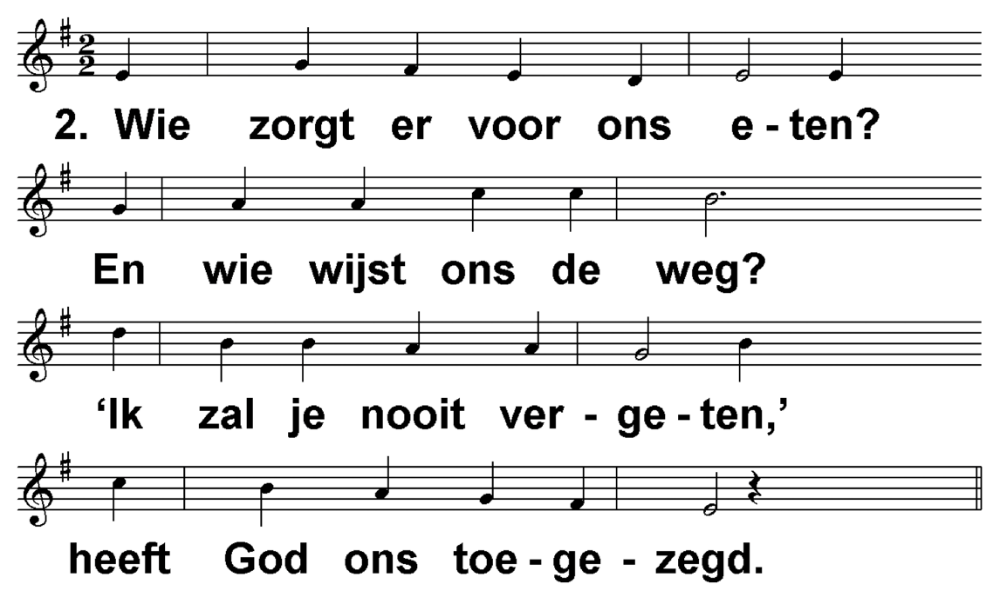 2. Wie zorgt er voor ons e - ten?
En wie wijst ons de weg?
‘Ik zal je nooit ver - ge - ten,’
heeft God ons toe - ge - zegd.